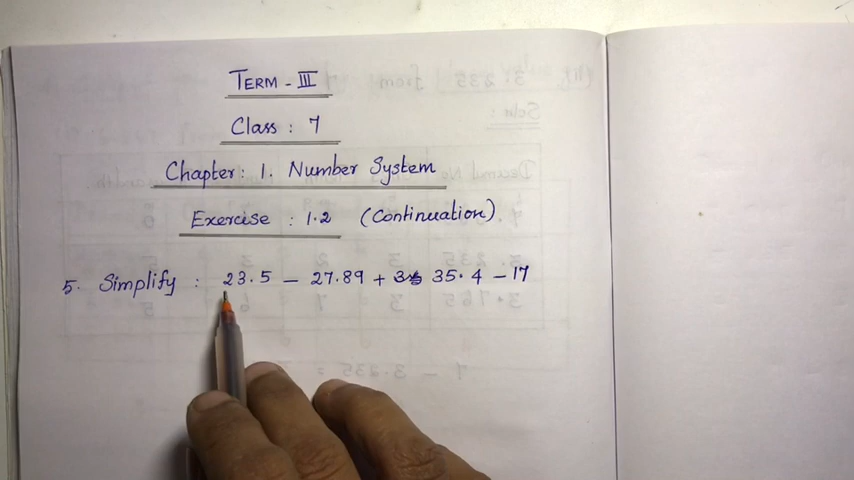 TERM - III
Class : 7
Chapter: 1. Number System
Exercise : 1.2 (Continuation)
5. Simplify : 23.5 - 27.89 + 35.4 - 17